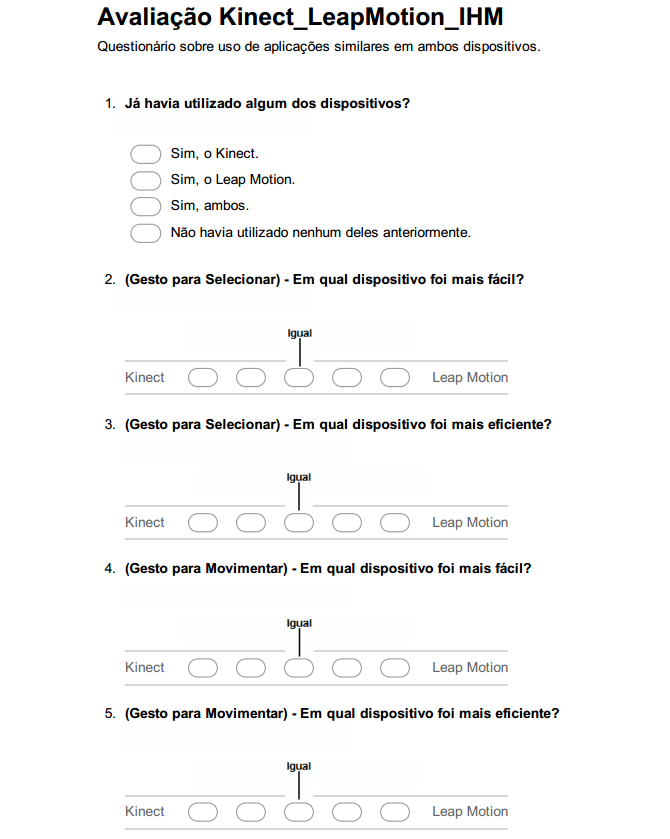 Avaliação Kinect_LeapMotion_IHM
Questionário sobre uso de aplicações similares em ambos dispositivos.
1. Já havia utilizado algum dos dispositivos?
Sim, o Kinect.
Sim, o Leap Motion.
Sim, ambos.
Não havia utilizado nenhum deles anteriormente.
2. (Gesto para Selecionar) - Em qual dispositivo foi mais fácil?
Igual
Kinect Leap Motion
3. (Gesto para Selecionar) - Em qual dispositivo foi mais eficiente?
Igual
Kinect Leap Motion
4. (Gesto para Movimentar) - Em qual dispositivo foi mais fácil?
Igual
Kinect Leap Motion
5. (Gesto para Movimentar) - Em qual dispositivo foi mais eficiente?
Igual
Kinect Leap Motion